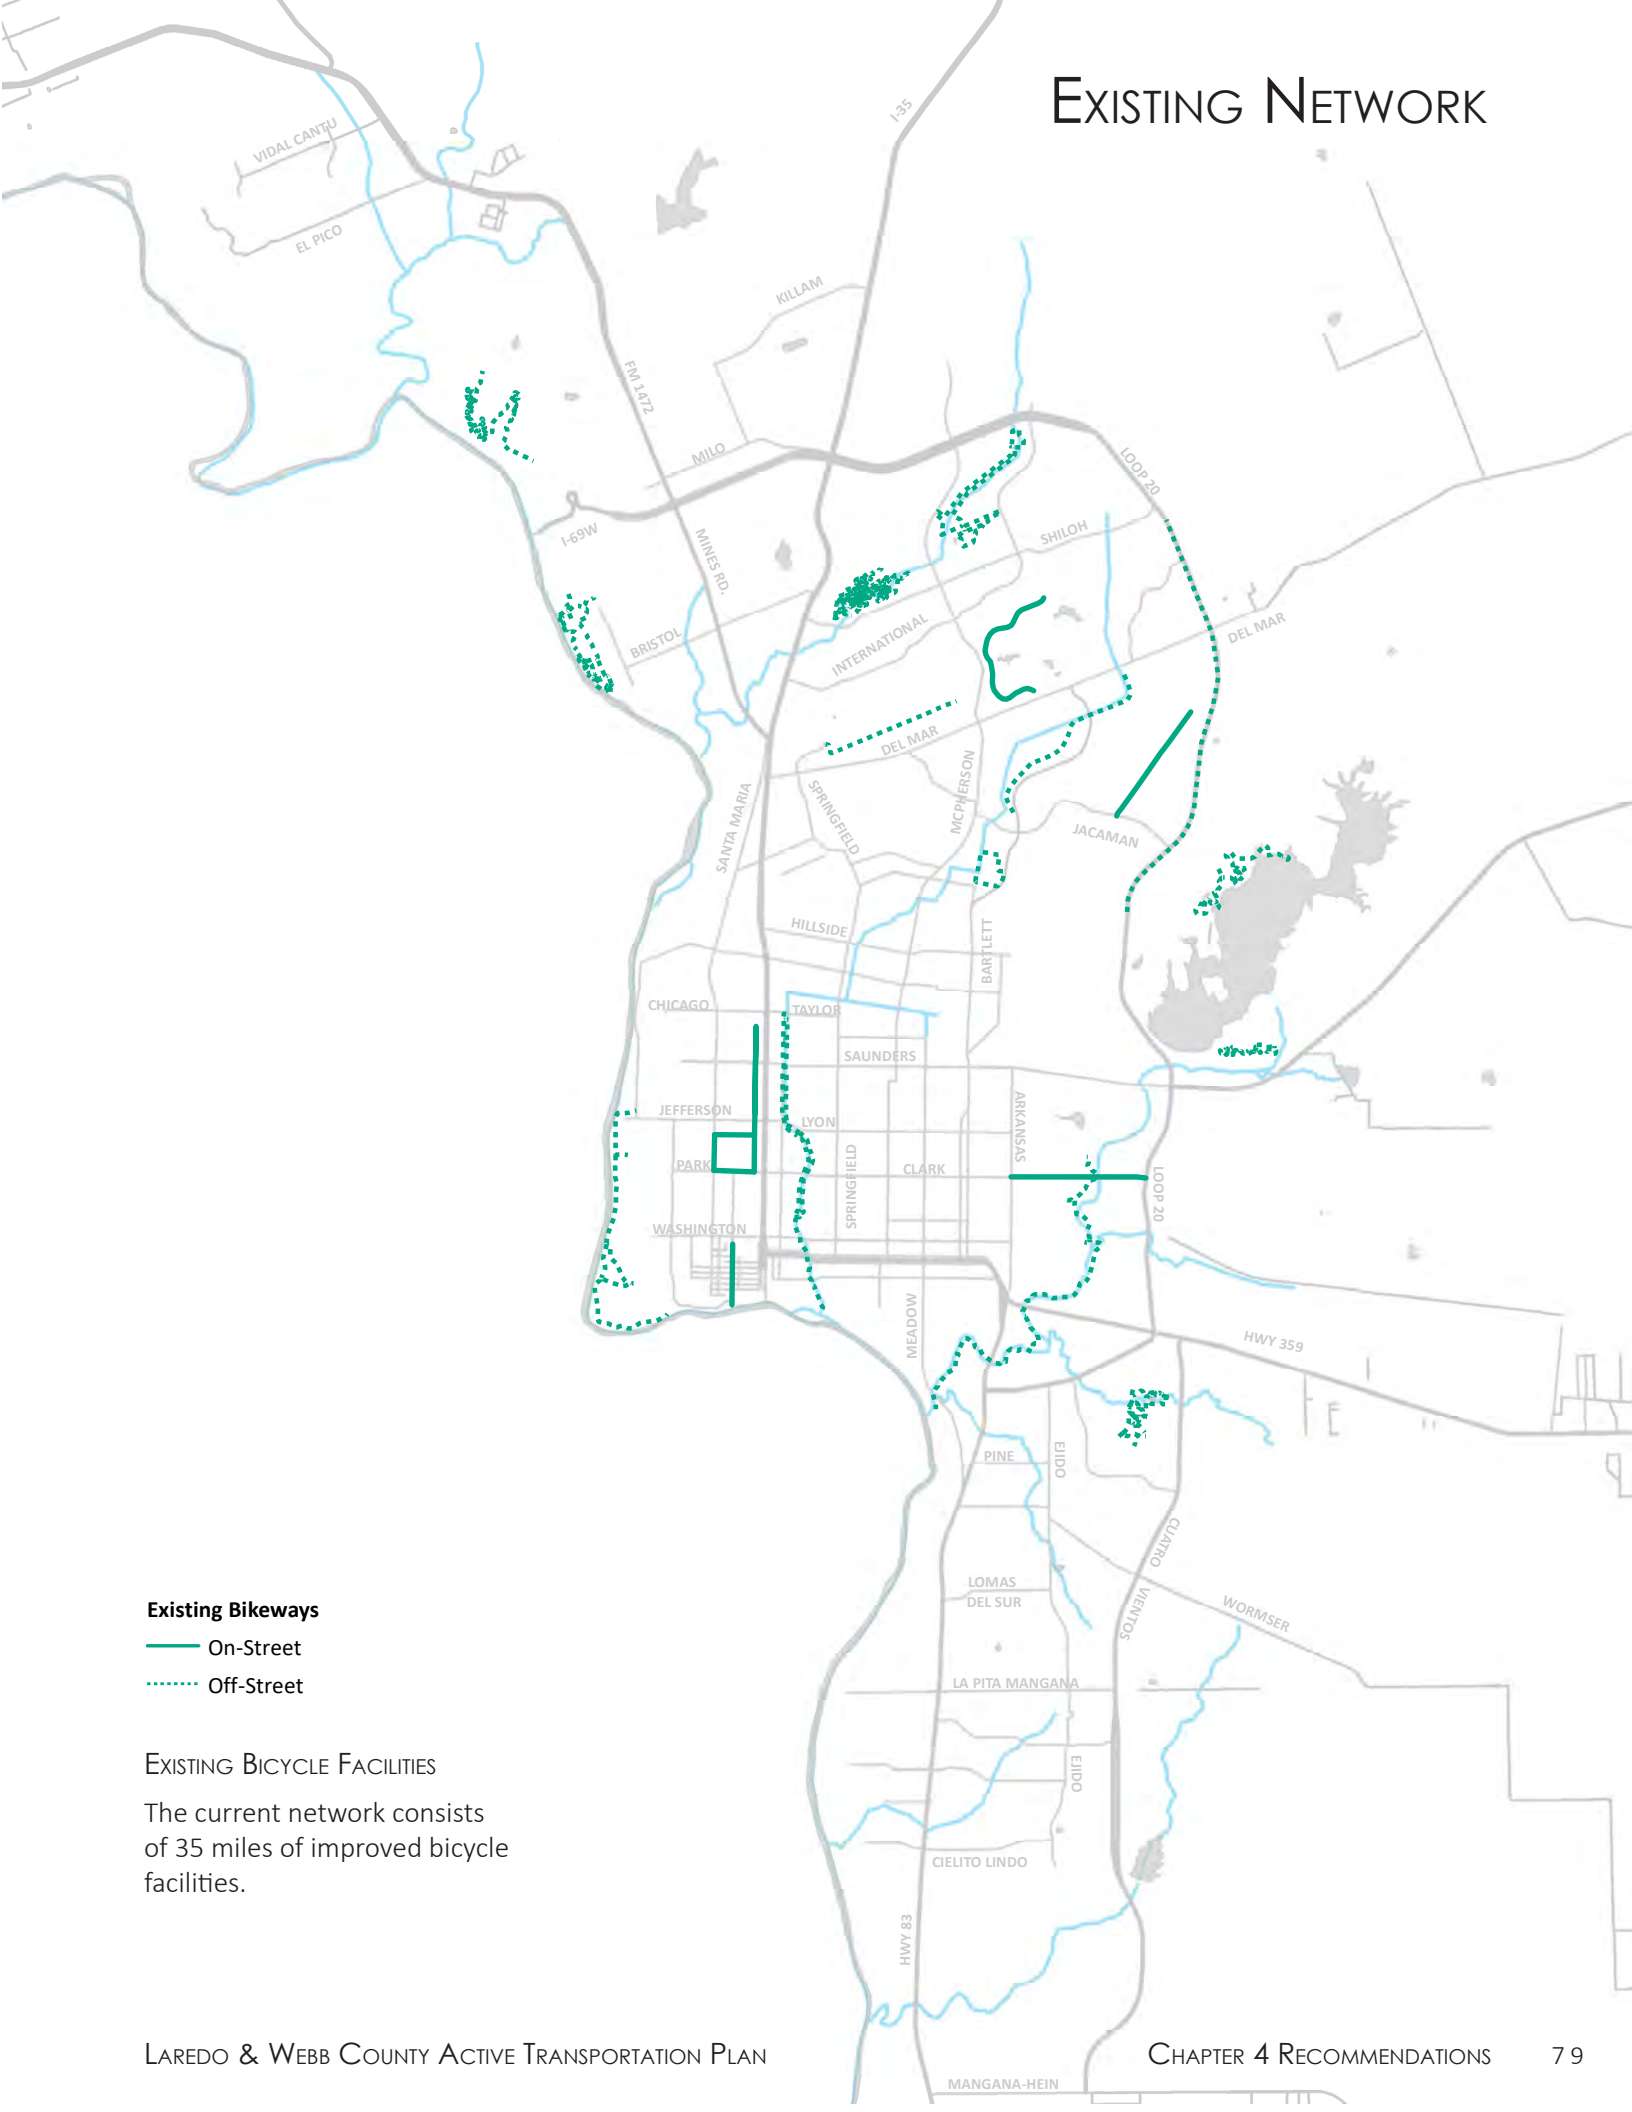 EXISTING NETWORK
I-35
VIDAL CANTU
EL PICO
KILLAM
FM 1472
MILO
LOOP 20
I-69W
MINES RD.
SHILOH
BRISTOL
INTERNATIONAL
DEL MAR
DEL MAR
SANTA MARIA
SPRINGFIELD
MCPHERSON
JACAMAN
HILLSIDE
BARTLETT
CHICAGO
TAYLOR
SAUNDERS
JEFFERSON
LYON
ARKANSAS
PARK
SPRINGFIELD
CLARK
LOOP 20
WASHINGTON
MEADOW
HWY 359
PINE
EJIDO
CUATRO
VIENTOS
LOMAS
DEL SUR
WORMSER
LA PITA MANGANA
EJIDO
CIELITO LINDO
HWY 83
MANGANA-HEIN
Existing Bikeways
On-Street
Off-Street
EXISTING BICYCLE FACILITIES
The current network consists
of 35 miles of improved bicycle
facilities.
LAREDO & WEBB COUNTY ACTIVE TRANSPORTATION PLAN
CHAPTER 4 RECOMMENDATIONS 79